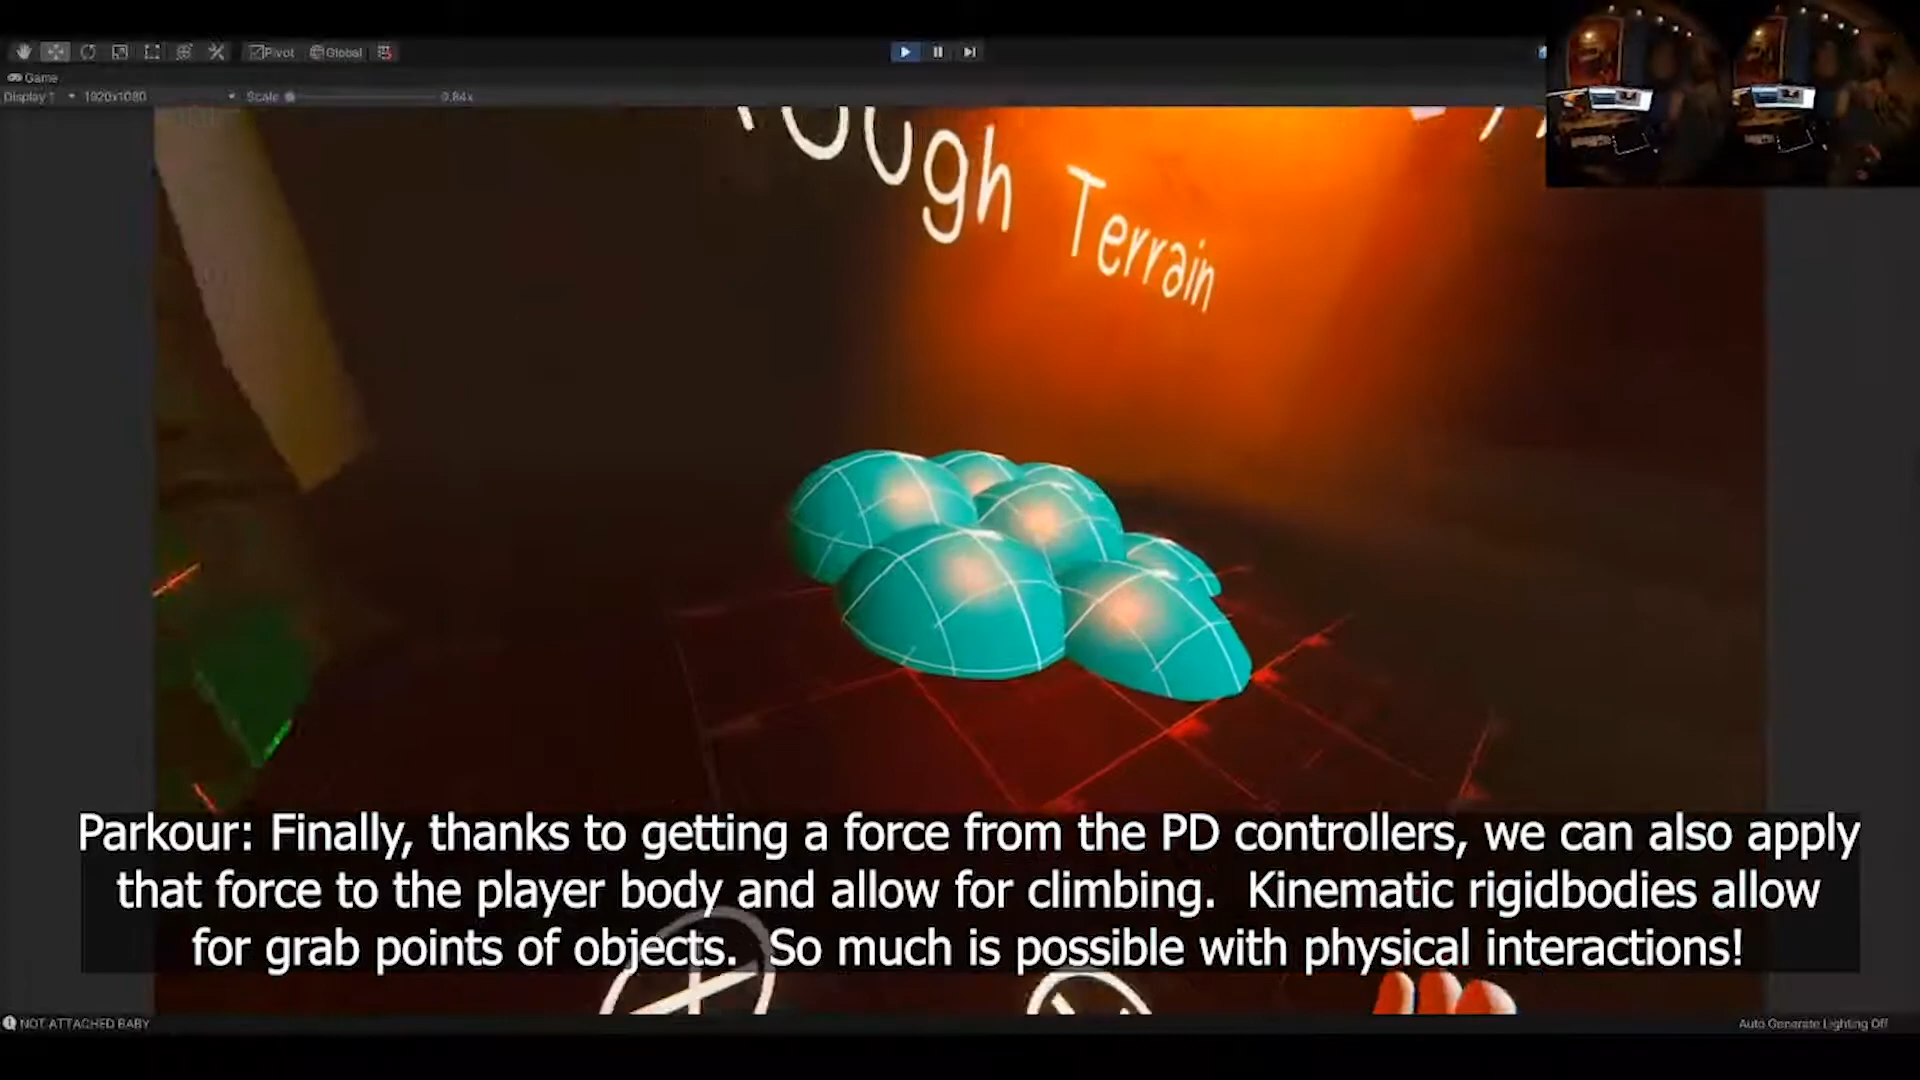 Pivot Global
Game
Display 1 1920x1080 Scale 0.84x
ough Terrain
Parkour: Finally, thanks to getting a force from the PD controllers, we can also apply
that force to the player body and allow for climbing. Kinematic rigidbodies allow
for grab points of objects. So much is possible with physical interactions!
NOT ATTACHED BABY
Auto Generate Lighting Off